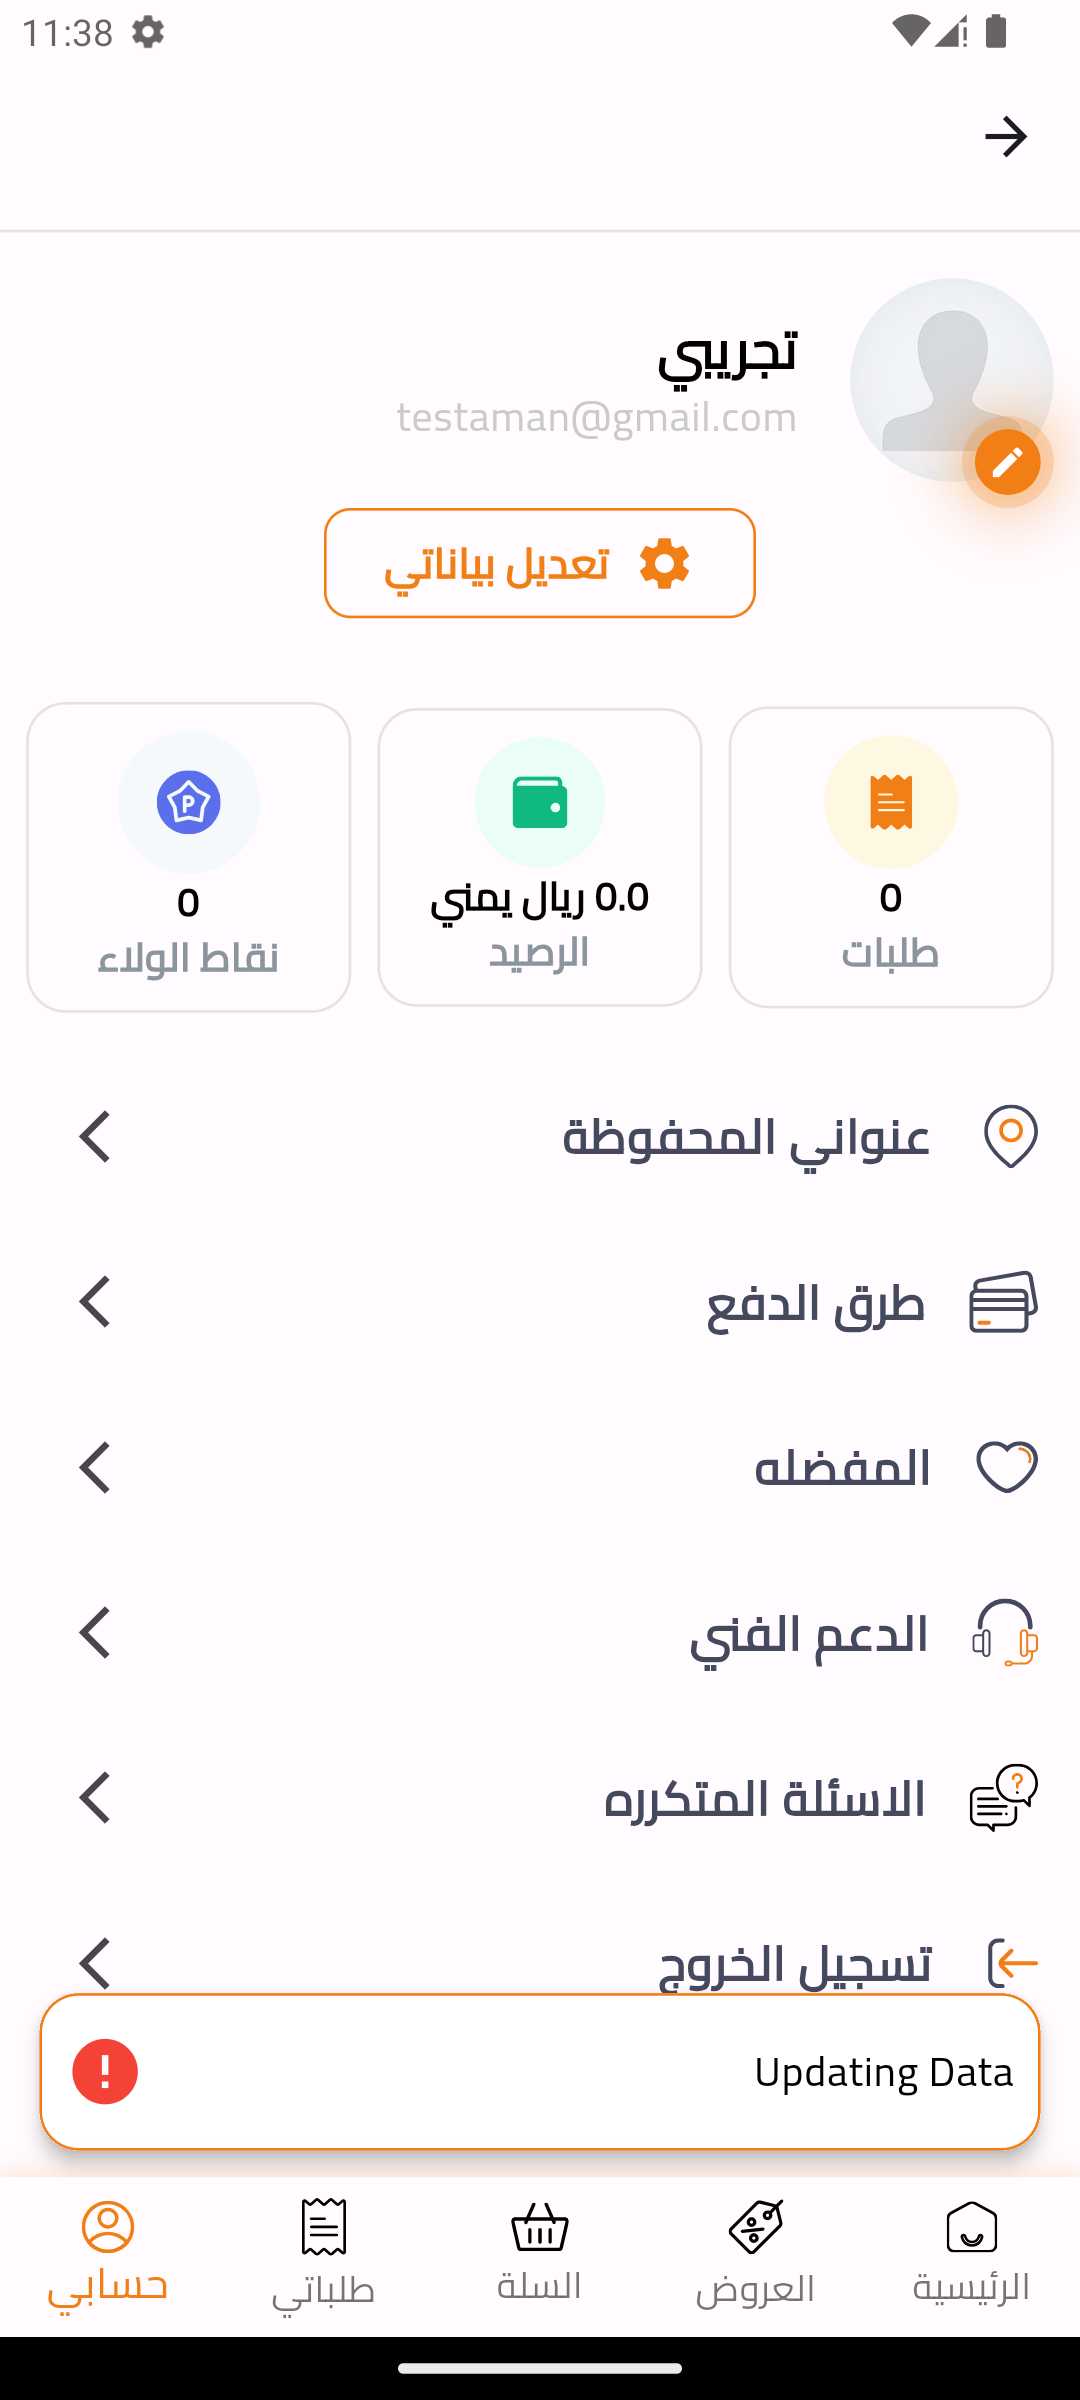 11:38
تجريبي
testaman@gmail.com
تعديل بياناتي
0
طلبات
0.0 ريال يمني
الرصيد
P
0
نقاط الولاء
عنواني المحفوظة
طرق الدفع
المفضله
الدعم الفني
الاسئلة المتكرره
تسجيل الخروج
Updating Data
الرئيسية
العروض
السلة
طلباتي
حسابي